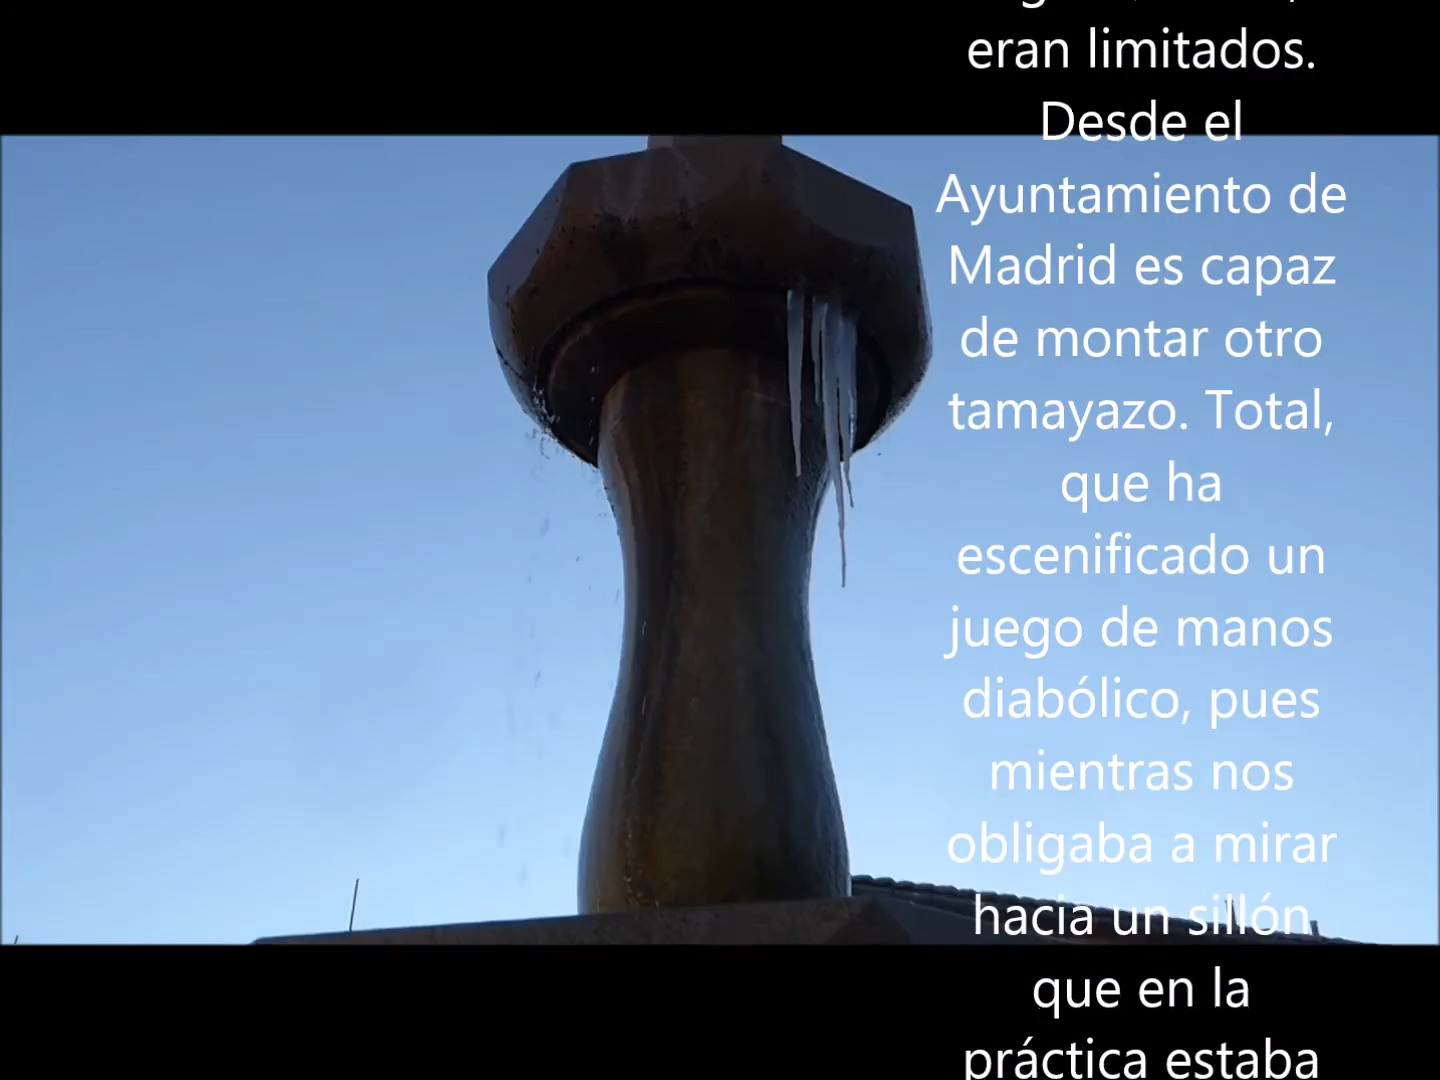 eran limitados.
Desde el
Ayuntamiento de
Madrid es capaz
de montar otro
tamayazo. Total,
que ha
escenificado un
juego de manos
diabólico, pues
mientras nos
obligaba a mirar
hacia un sillón
que en la
práctica estaba